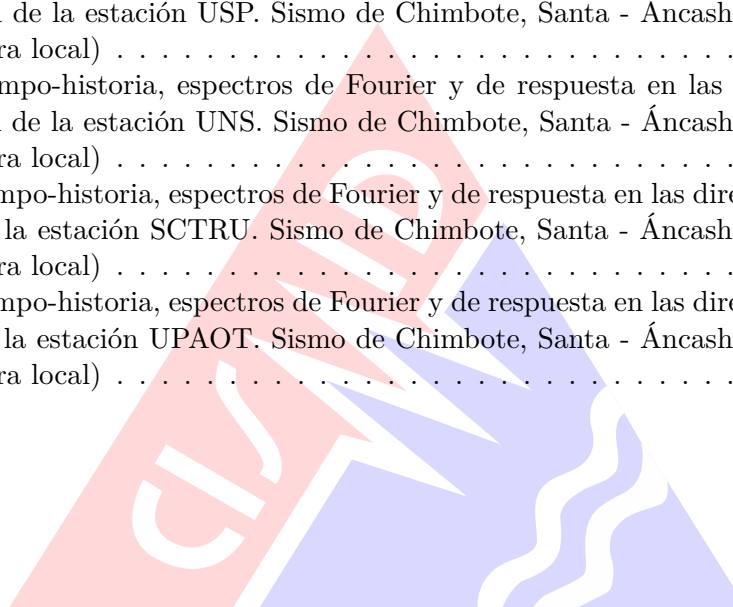 de la estación USP. Sismo de Chimbote, Santa - Áncash
ra local) . . . . . . . . . . . . . . . . . . . . . . . . . . . .
mpo-historia, espectros de Fourier y de respuesta en las
de la estación UNS. Sismo de Chimbote, Santa - Áncash
ra local) . . . . . . . . . . . . . . . . . . . . . . . . . . . .
mpo-historia, espectros de Fourier y de respuesta en las dire
la estación SCTRU. Sismo de Chimbote, Santa - Áncash
ra local) . . . . . . . . . . . . . . . . . . . . . . . . . . . .
mpo-historia, espectros de Fourier y de respuesta en las dire
la estación UPAOT. Sismo de Chimbote, Santa - Áncash
ra local) . . . . . . . . . . . . . . . . . . . . . . . . . . . .
CISMID